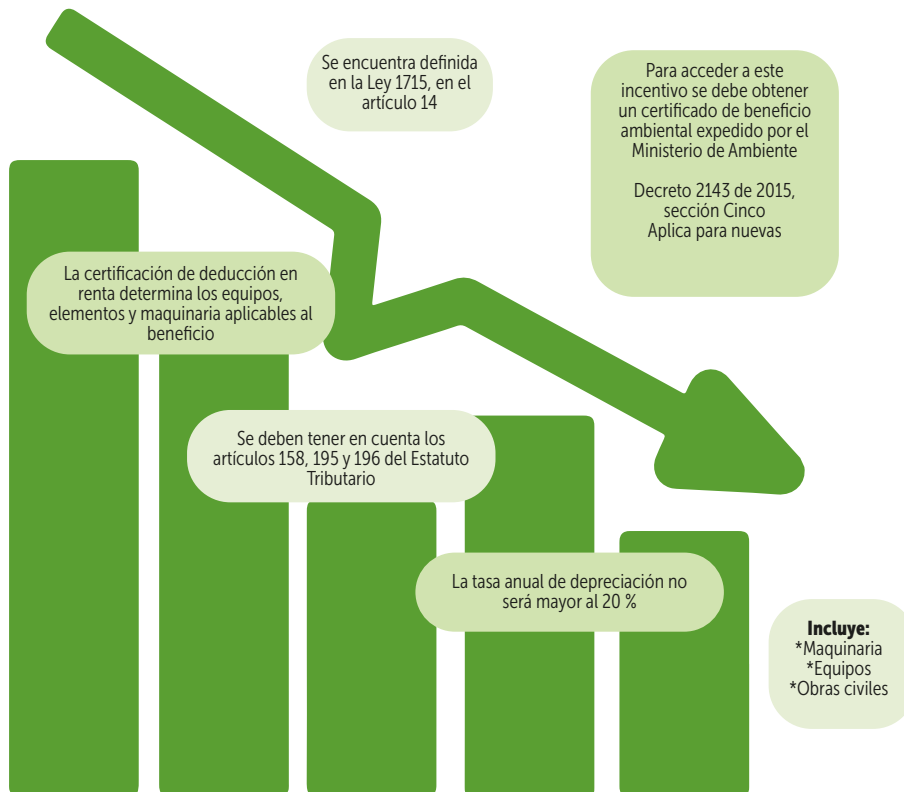 Se encuentra definida
en la Ley 1715, en el
artículo 14
Para acceder a este
incentivo se debe obtener
un certificado de beneficio
ambiental expedido por el
Ministerio de Ambiente
Decreto 2143 de 2015,
sección Cinco
Aplica para nuevas
La certificación de deducción en
renta determina los equipos,
elementos y maquinaria aplicables al
beneficio
Se deben tener en cuenta los
artículos 158, 195 y 196 del Estatuto
Tributario
La tasa anual de depreciación no
será mayor al 20 %
Incluye:
*Maquinaria
*Equipos
*Obras civiles